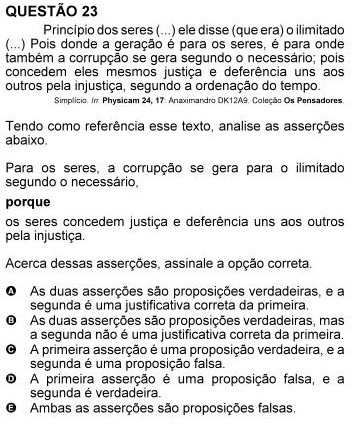 QUESTÃO 23
Princípio dos seres (...) ele disse (que era) o ilimitado
(...) Pois donde a geração é para os seres, é para onde
também a corrupção se gera segundo o necessário; pois
concedem eles mesmos justiça e deferência uns aos
outros pela injustiça, segundo a ordenação do tempo.
Simplício. In: Physicam 24, 17: Anaximandro DK12A9. Coleção Os Pensadores.
Tendo como referência esse texto, analise as asserções
abaixo.
Para os seres, a corrupção se gera para o ilimitado
segundo o necessário,
porque
os seres concedem justiça e deferência uns aos outros
pela injustiça.
Acerca dessas asserções, assinale a opção correta.
A As duas asserções são proposições verdadeiras, e a
segunda é uma justificativa correta da primeira.
B As duas asserções são proposições verdadeiras, mas
a segunda não é uma justificativa correta da primeira.
C A primeira asserção é uma proposição verdadeira, e a
segunda é uma proposição falsa.
D A primeira asserção é uma proposição falsa, e a
segunda é verdadeira.
E Ambas as asserções são proposições falsas.